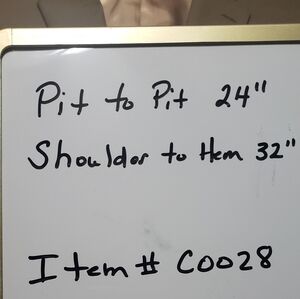 Pit to Pit 24"
Shoulder to Hem 32"
Item # C0028